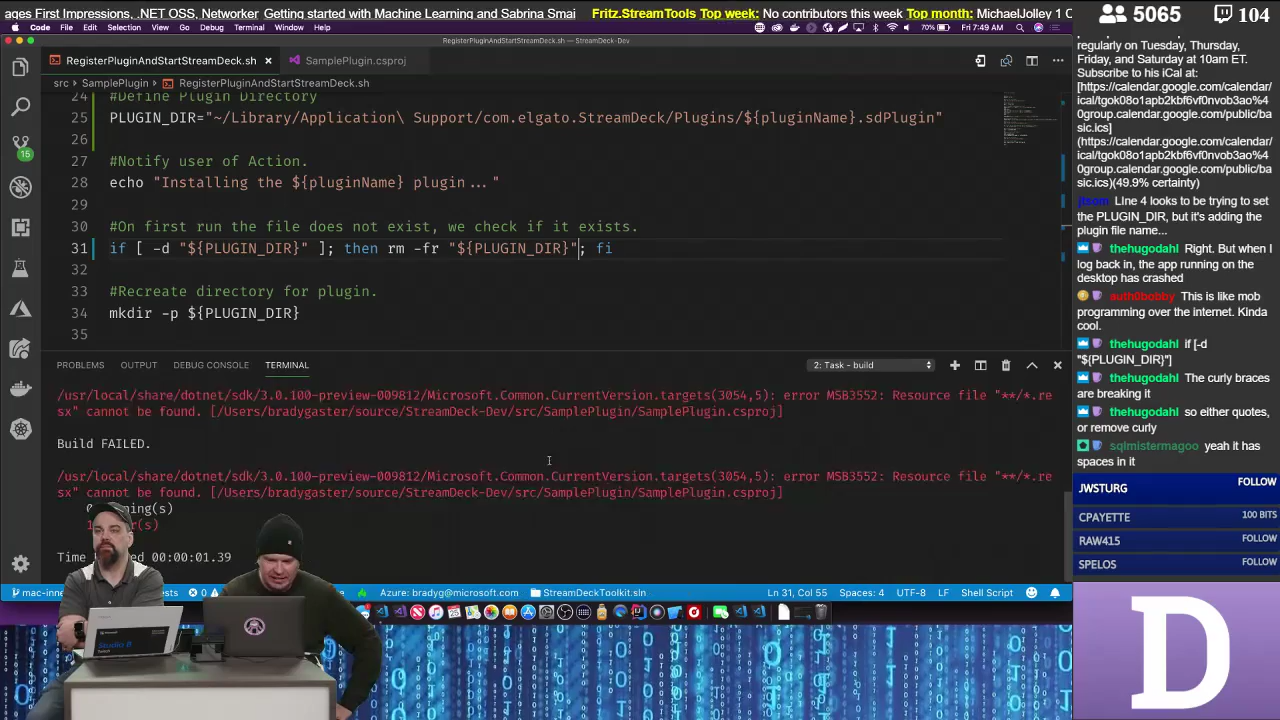 ages First Impressions, .NET OSS, Networker Getting started with Machine Learning and Sabrina Smai
Fritz.StreamTools Top week: No contributors this week Top month: MichaelJolley 1 C
5065 104
Code File Edit Selection View Go Debug Terminal Window Help
70% Fri 7:49 AM
RegisterPluginAndStartStreamDeck.sh — StreamDeck-Dev
RegisterPluginAndStartStreamDeck.sh SamplePlugin.csproj
src SamplePlugin RegisterPluginAndStartStreamDeck.sh
24 #Define Plugin Directory
25 PLUGIN_DIR="~/Library/Application\ Support/com.elgato.StreamDeck/Plugins/${pluginName}.sdPlugin"
26
27 #Notify user of Action.
28 echo "Installing the ${pluginName} plugin..."
29
30 #On first run the file does not exist, we check if it exists.
31 if [ -d "${PLUGIN_DIR}" ]; then rm -fr "${PLUGIN_DIR}"; fi
32
33 #Recreate directory for plugin.
34 mkdir -p ${PLUGIN_DIR}
35
15
PROBLEMS OUTPUT DEBUG CONSOLE TERMINAL 2: Task - build
/usr/local/share/dotnet/sdk/3.0.100-preview-009812/Microsoft.Common.CurrentVersion.targets(3054,5): error MSB3552: Resource file "**/*.re
sx" cannot be found. [/Users/bradygaster/source/StreamDeck-Dev/src/SamplePlugin/SamplePlugin.csproj]
Build FAILED.
/usr/local/share/dotnet/sdk/3.0.100-preview-009812/Microsoft.Common.CurrentVersion.targets(3054,5): error MSB3552: Resource file "**/*.re
sx" cannot be found. [/Users/bradygaster/source/StreamDeck-Dev/src/SamplePlugin/SamplePlugin.csproj]
Time 00:00:01.39
Azure: bradyg@microsoft.com StreamDeckToolkit.sln Ln 31, Col 55 Spaces: 4 UTF-8 LF Shell Script
regularly on Tuesday, Thursday,
Friday, and Saturday at 10am ET.
Subscribe to his iCal at:
[https://calendar.google.com/calendar/
ical/tgok08o1apb2kbf6vf0nvob3ao%4
0group.calendar.google.com/public/ba
sic.ics]
(https://calendar.google.com/calendar/
ical/tgok08o1apb2kbf6vf0nvob3ao%4
0group.calendar.google.com/public/ba
sic.ics)(49.9% certainty)
jtsom LIne 4 looks to be trying to set
the PLUGIN_DIR, but it's adding the
plugin file name...
thehugodahl Right. But when I
log back in, the app running on the
desktop has crashed
auth0bobby This is like mob
programming over the internet. Kinda
cool.
thehugodahl if [-d
"${PLUGIN_DIR}"]
thehugodahl The curly braces
are breaking it
thehugodahl so either quotes,
or remove curly
sqlmistermagoo yeah it has
spaces in it
JWSTURG FOLLOW
CPAYETTE 100 BITS
RAW415 FOLLOW
SPELOS FOLLOW
D